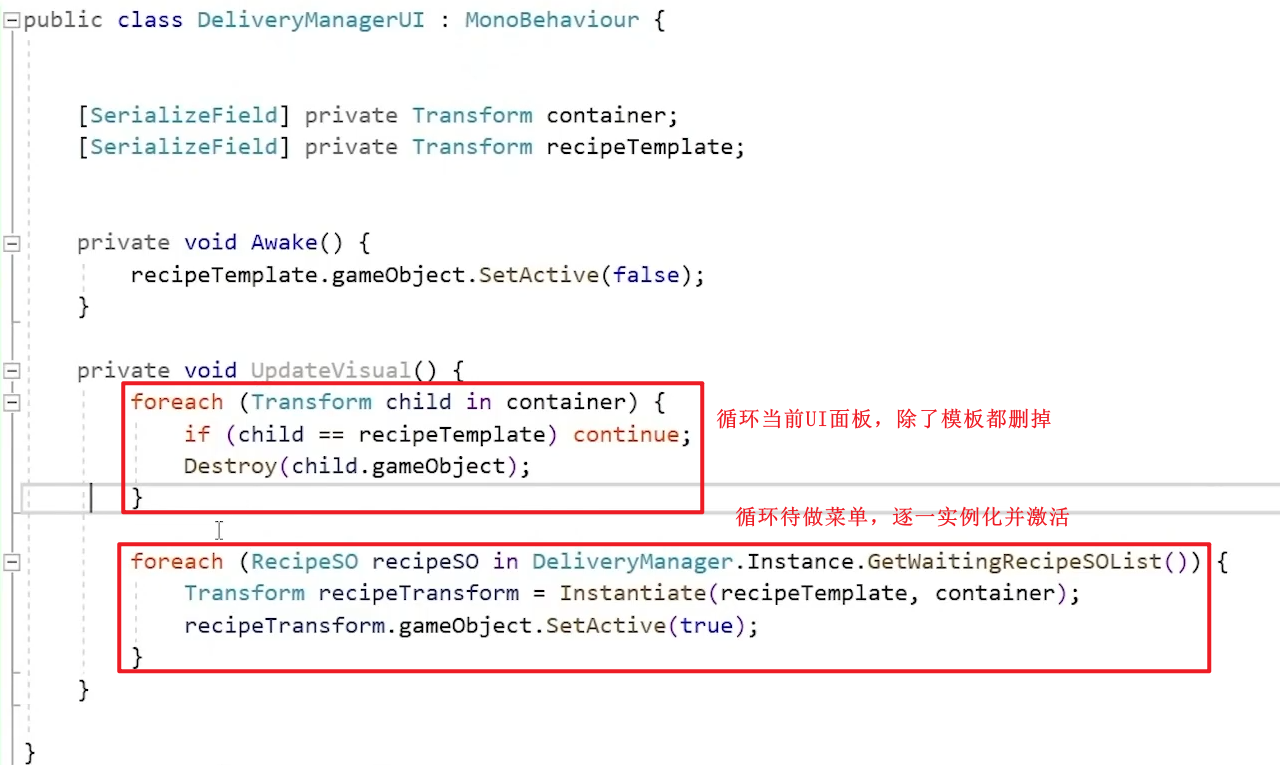 public class DeliveryManagerUI : MonoBehaviour {
[SerializeField] private Transform container;
[SerializeField] private Transform recipeTemplate;
private void Awake() {
recipeTemplate.gameObject.SetActive(false);
}
private void UpdateVisual() {
foreach (Transform child in container) {
循环当前UI面板，除了模板都删掉
if (child == recipeTemplate) continue;
Destroy(child.gameObject);
}
循环待做菜单，逐一实例化并激活
foreach (RecipeSO recipeSO in DeliveryManager.Instance.GetWaitingRecipeSOList()) {
Transform recipeTransform = Instantiate(recipeTemplate, container);
recipeTransform.gameObject.SetActive(true);
}
}
}